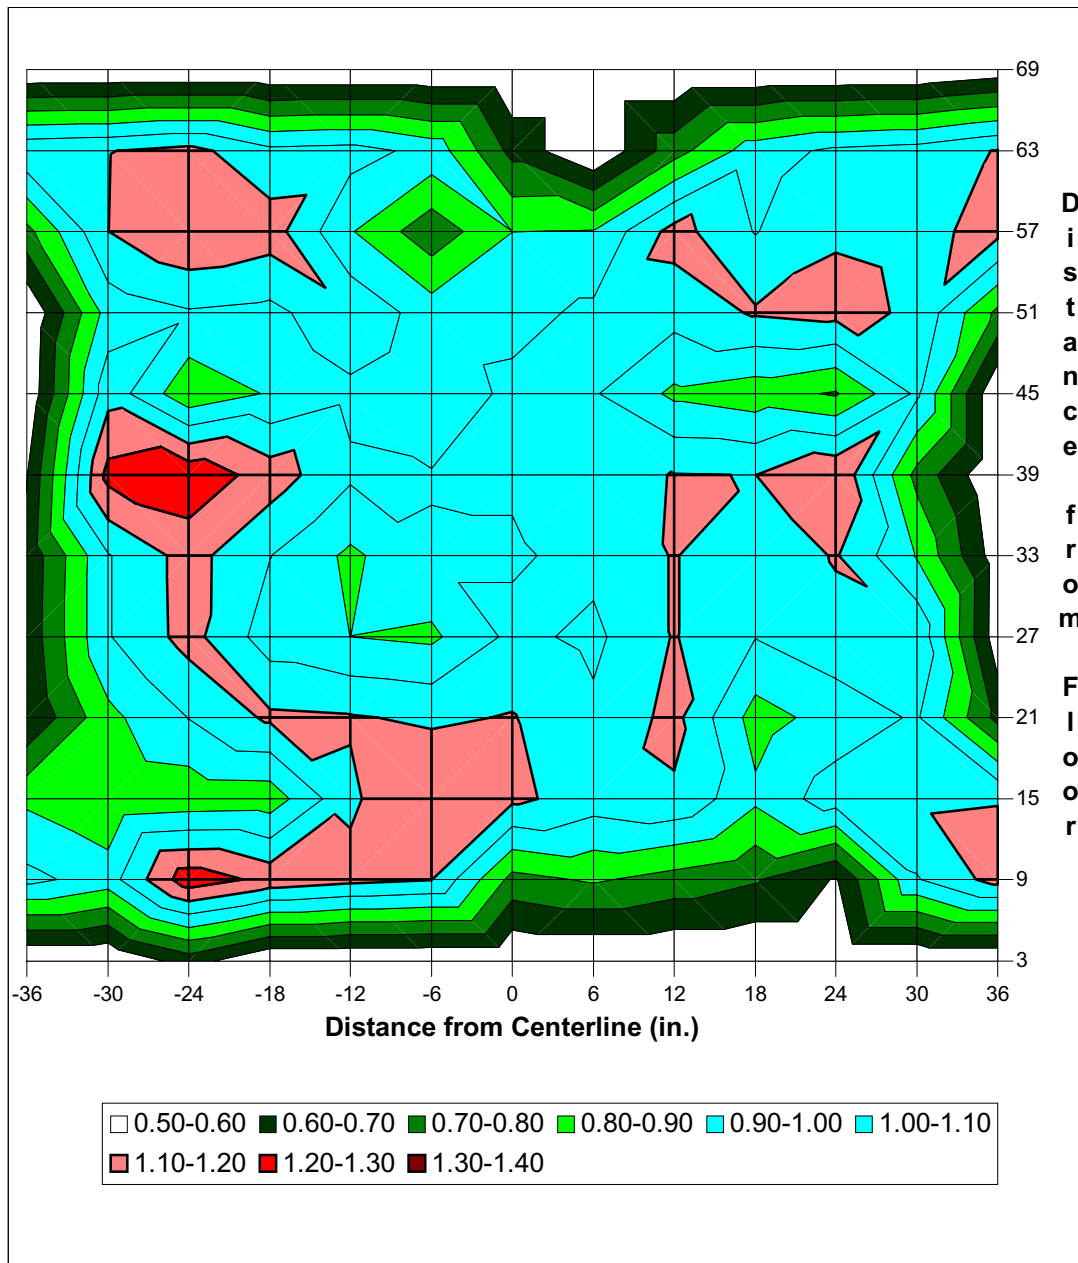 69
63
57
51
45
39
33
27
21
15
9
3
Distance from Floor
-36 -30 -24 -18 -12 -6 0 6 12 18 24 30 36
Distance from Centerline (in.)
0.50-0.60 0.60-0.70 0.70-0.80 0.80-0.90 0.90-1.00 1.00-1.10
1.10-1.20 1.20-1.30 1.30-1.40